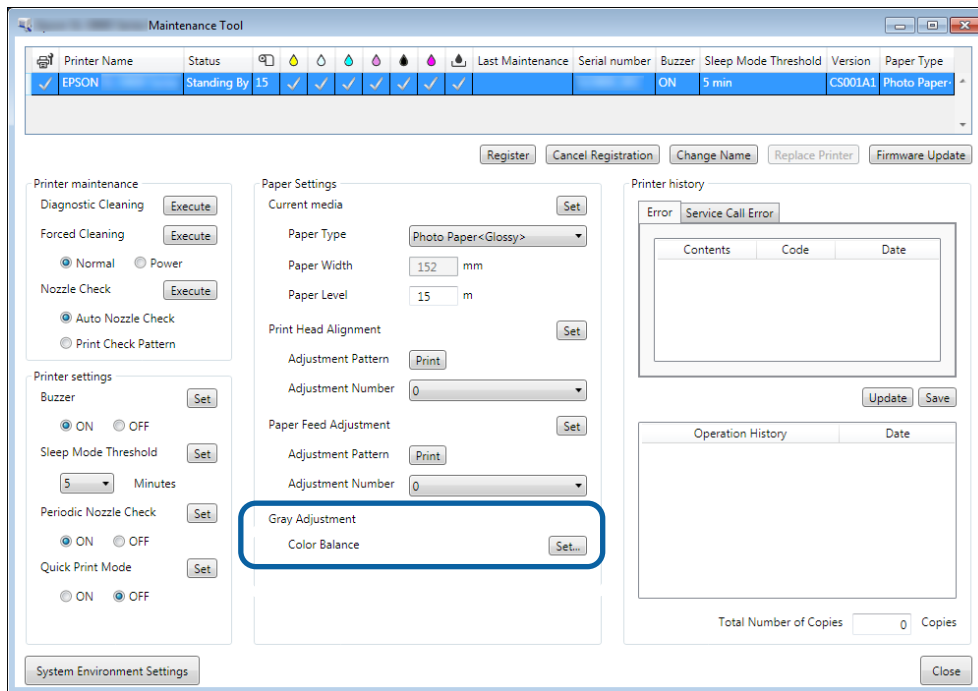 Maintenance Tool
Printer Name Status Last Maintenance Serial number Buzzer Sleep Mode Threshold Version Paper Type
EPSON Standing By 15 ON 5 min CS001A1 Photo Paper
Register Cancel Registration Change Name Replace Printer Firmware Update
Printer maintenance
Diagnostic Cleaning Execute
Forced Cleaning Execute
Normal Power
Nozzle Check Execute
Auto Nozzle Check
Print Check Pattern
Printer settings
Buzzer Set
ON OFF
Sleep Mode Threshold Set
5 Minutes
Periodic Nozzle Check Set
ON OFF
Quick Print Mode Set
ON OFF
Paper Settings
Current media Set
Paper Type Photo Paper<Glossy>
Paper Width 152 mm
Paper Level 15 m
Print Head Alignment Set
Adjustment Pattern Print
Adjustment Number 0
Paper Feed Adjustment Set
Adjustment Pattern Print
Adjustment Number 0
Gray Adjustment
Color Balance Set...
Printer history
Error Service Call Error
Contents Code Date
Update Save
Operation History Date
Total Number of Copies 0 Copies
System Environment Settings Close